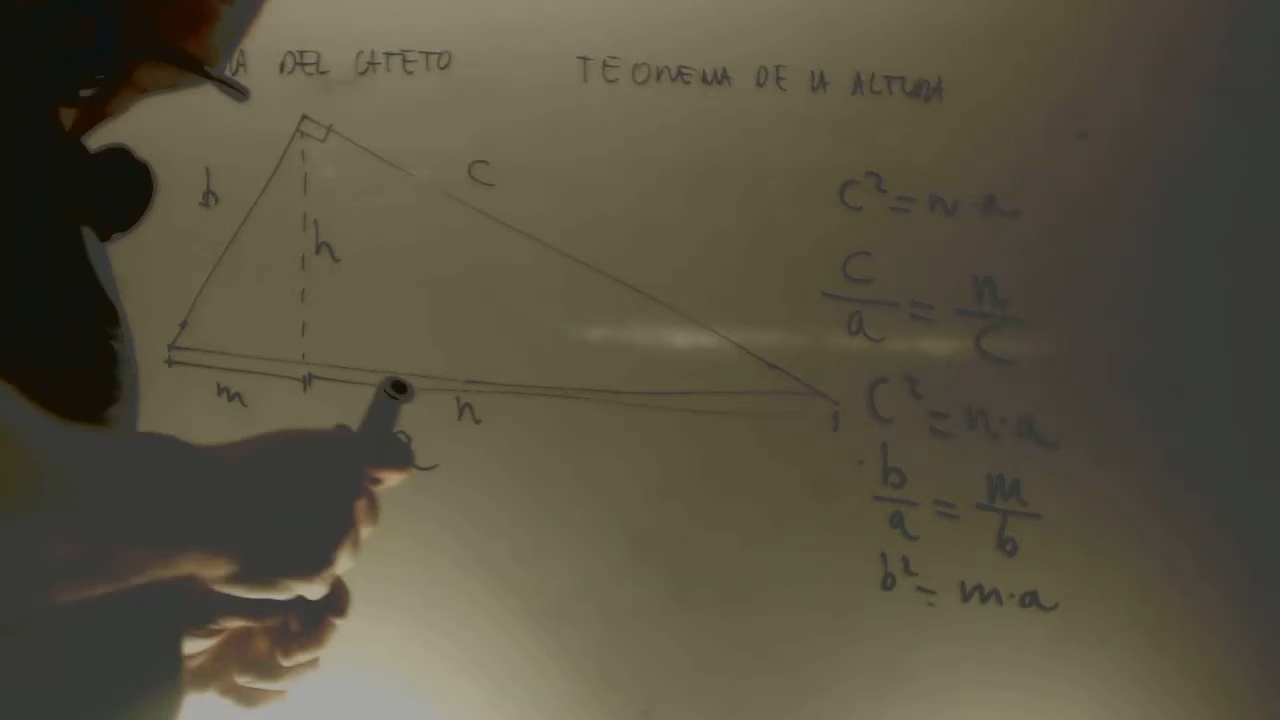 DEL CATETO
TEOREMA DE LA ALTURA
b
c
h
m
n
C² = n·a
C/a = n/C
C² = n·a
b/a = m/b
b² = m·a